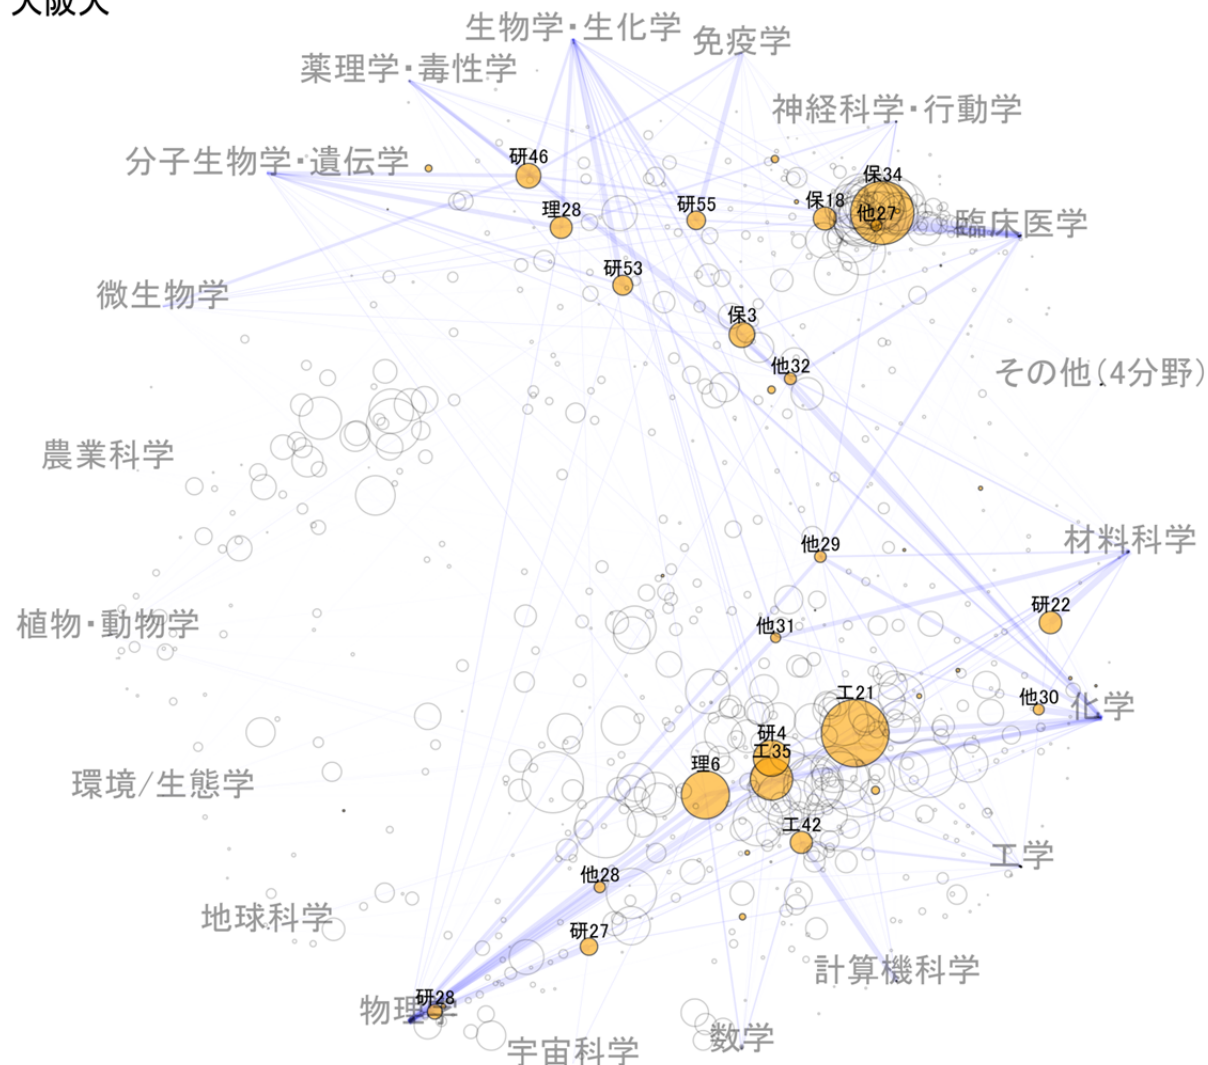 大阪大
生物学・生化学
免疫学
薬理学・毒性学
神経科学・行動学
分子生物学・遺伝学
研46
保34
理28
研55
保18
他27
臨床医学
研53
微生物学
保3
他32
その他(4分野)
農業科学
材料科学
他29
研22
植物・動物学
他31
工21
他30
化学
研4
工35
理6
環境/生態学
工42
工学
他28
地球科学
研27
計算機科学
研28
物理学
数学
宇宙科学